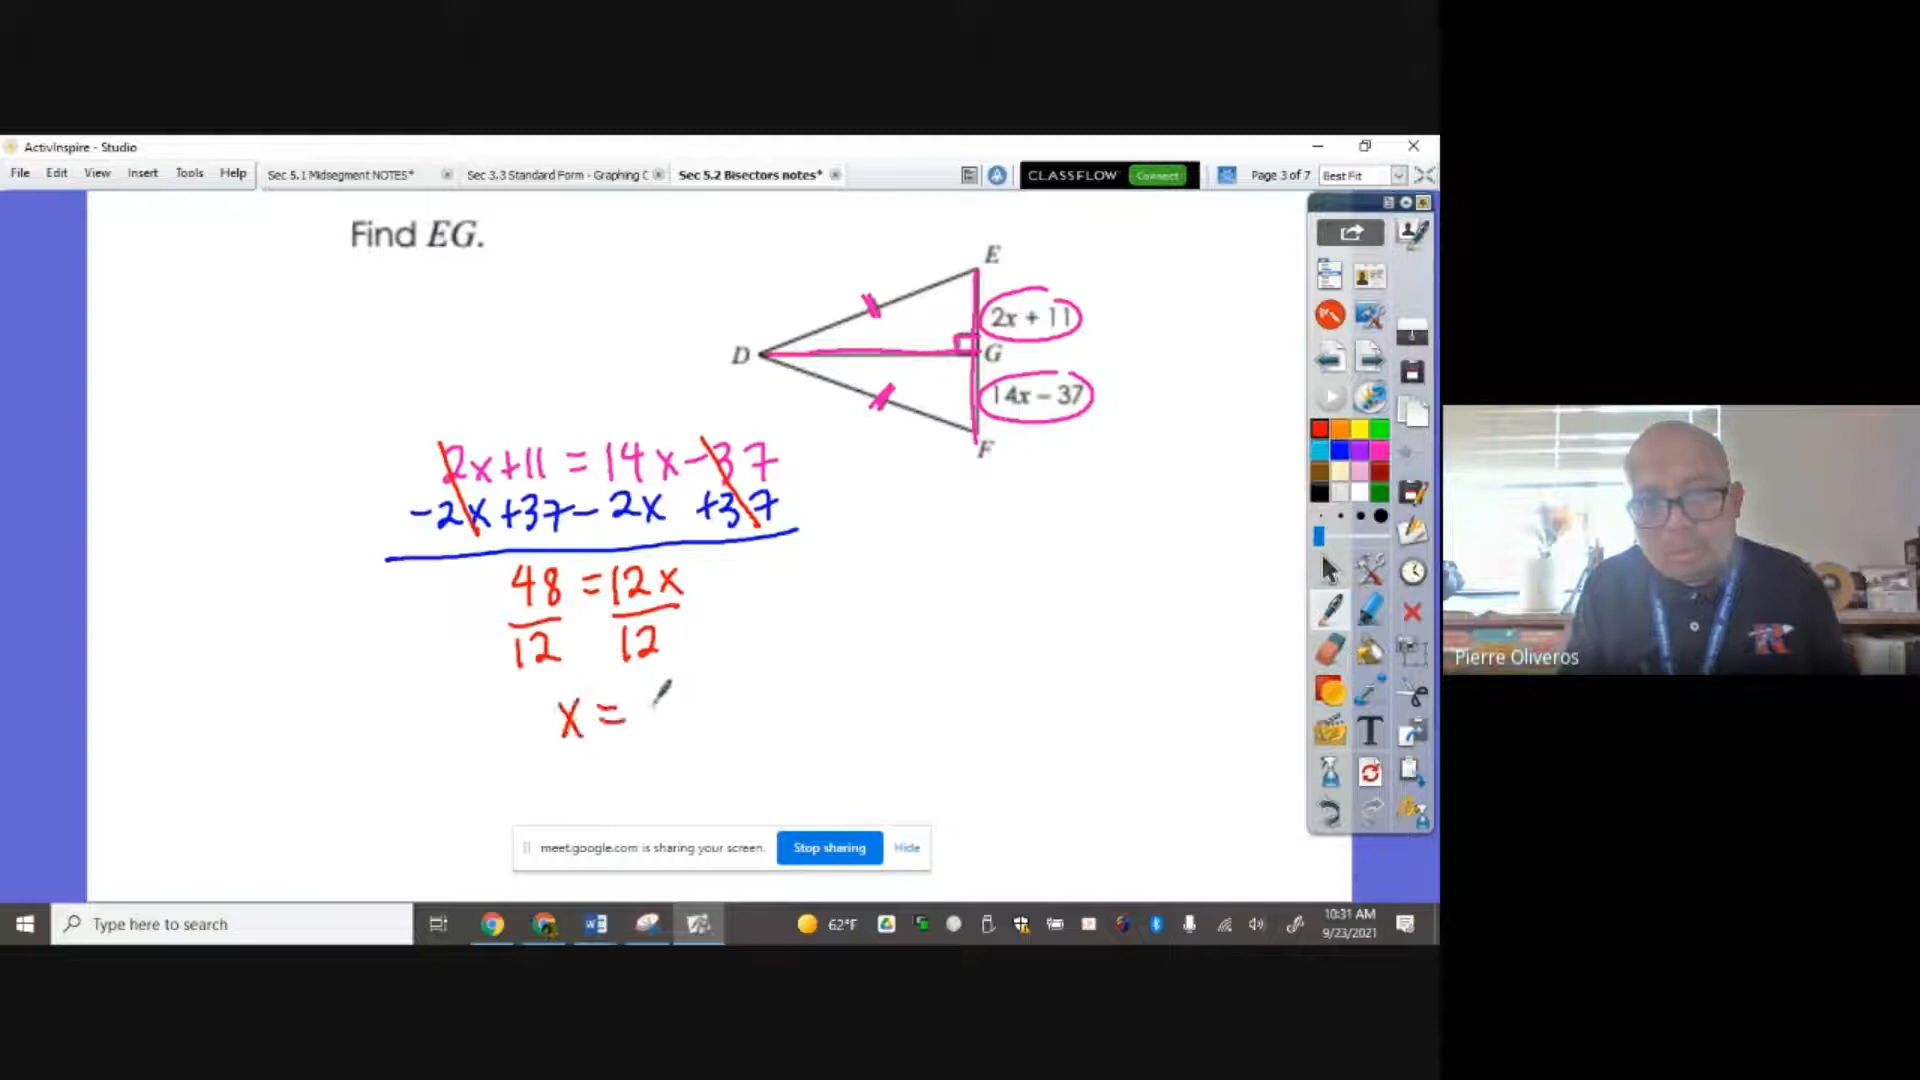 ActivInspire - Studio
File Edit View Insert Tools Help
Sec 5.1 Midsegment NOTES*
Sec 3.3 Standard Form - Graphing C
Sec 5.2 Bisectors notes*
CLASSFLOW Connect
Page 3 of 7
Best Fit
Find EG.
E
2x + 11
D
G
14x - 37
F
2x+11 = 14x-37
-2x+37-2x +37
48 = 12x
12 12
x =
T
Pierre Oliveros
meet.google.com is sharing your screen. Stop sharing Hide
Type here to search
62°F
10:31 AM
9/23/2021